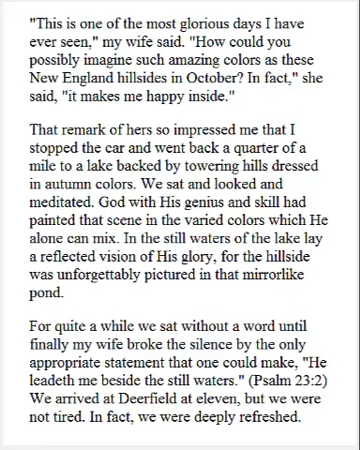 "This is one of the most glorious days I have
ever seen," my wife said. "How could you
possibly imagine such amazing colors as these
New England hillsides in October? In fact," she
said, "it makes me happy inside."
That remark of hers so impressed me that I
stopped the car and went back a quarter of a
mile to a lake backed by towering hills dressed
in autumn colors. We sat and looked and
meditated. God with His genius and skill had
painted that scene in the varied colors which He
alone can mix. In the still waters of the lake lay
a reflected vision of His glory, for the hillside
was unforgettably pictured in that mirrorlike
pond.
For quite a while we sat without a word until
finally my wife broke the silence by the only
appropriate statement that one could make, "He
leadeth me beside the still waters." (Psalm 23:2)
We arrived at Deerfield at eleven, but we were
not tired. In fact, we were deeply refreshed.